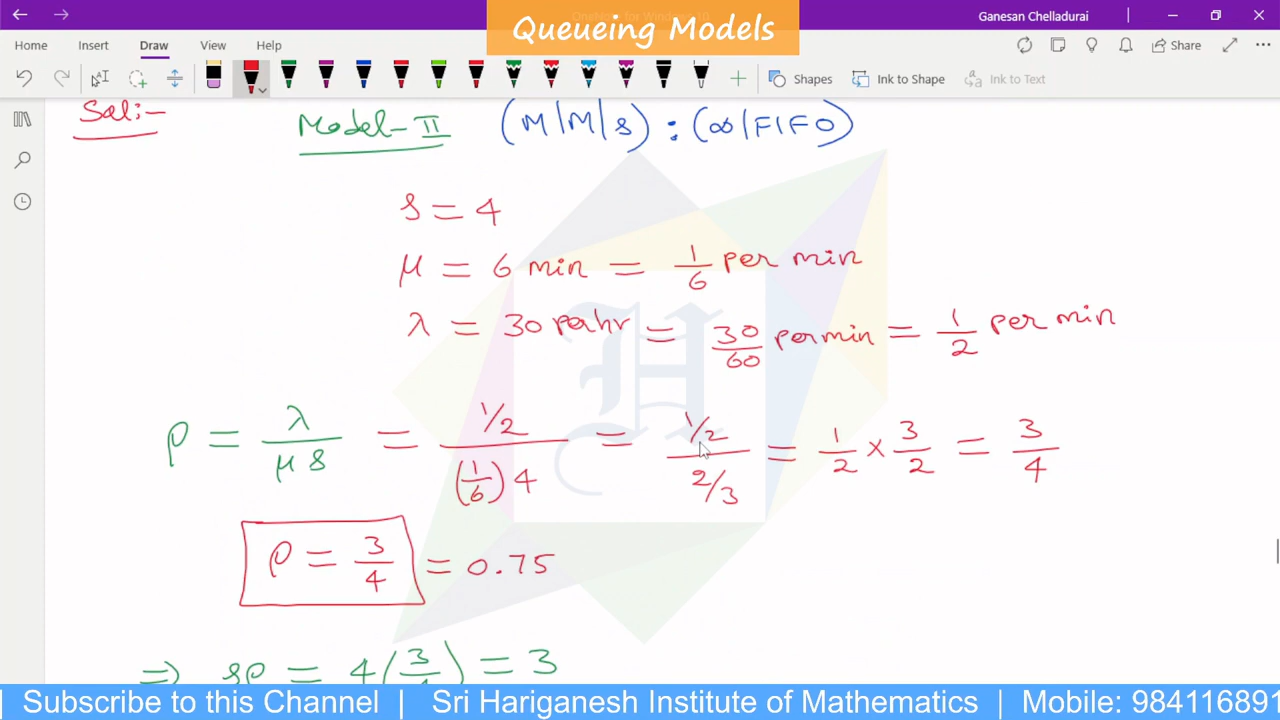 Queueing Models
Ganesan Chelladurai
Home Insert Draw View Help
Share
Shapes Ink to Shape Ink to Text
Sol:-
Model-II (M/M/s) : (∞/FIFO)
s = 4
μ = 6 min = 1/6 per min
λ = 30 per hr = 30/60 per min = 1/2 per min
ρ = λ/μs = (1/2)/((1/6)4) = (1/2)/(2/3) = 1/2 × 3/2 = 3/4
ρ = 3/4 = 0.75
⇒ sρ = 4(3/4) = 3
| Subscribe to this Channel | Sri Hariganesh Institute of Mathematics | Mobile: 984116891